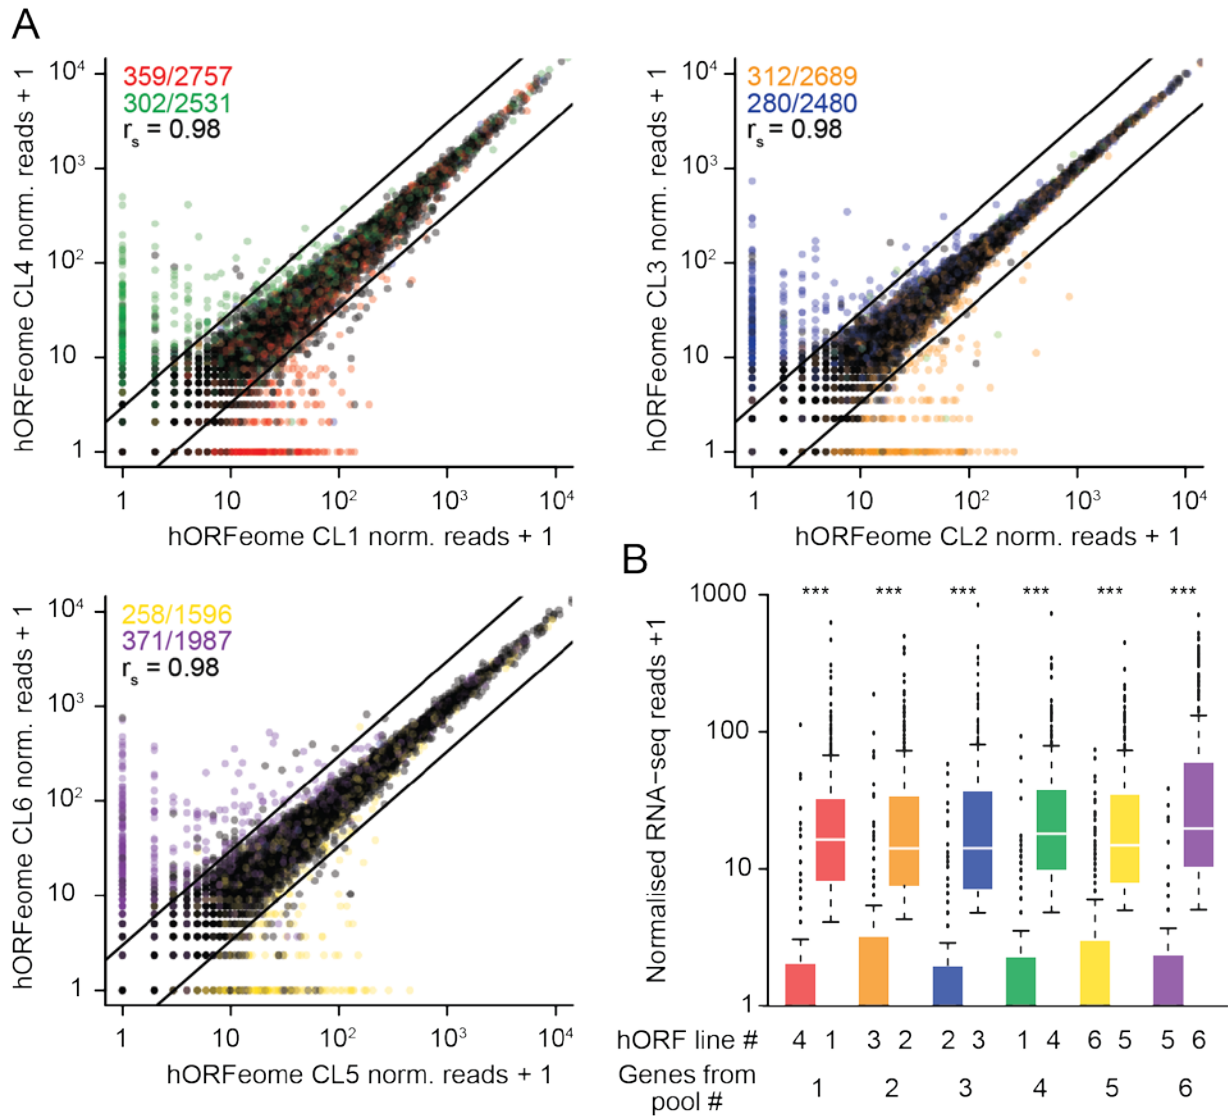 A
hORFeome CL4 norm. reads + 1
10⁴
10³
10²
10
1
359/2757
302/2531
rₛ = 0.98
1 10 10² 10³ 10⁴
hORFeome CL1 norm. reads + 1
hORFeome CL3 norm. reads + 1
10⁴
10³
10²
10
1
312/2689
280/2480
rₛ = 0.98
1 10 10² 10³ 10⁴
hORFeome CL2 norm. reads + 1
hORFeome CL6 norm. reads + 1
10⁴
10³
10²
10
1
258/1596
371/1987
rₛ = 0.98
1 10 10² 10³ 10⁴
hORFeome CL5 norm. reads + 1
B
Normalised RNA−seq reads +1
1000
100
10
1
*** *** *** *** *** ***
hORF line # 4 1 3 2 2 3 1 4 6 5 5 6
Genes from
pool #
1 2 3 4 5 6